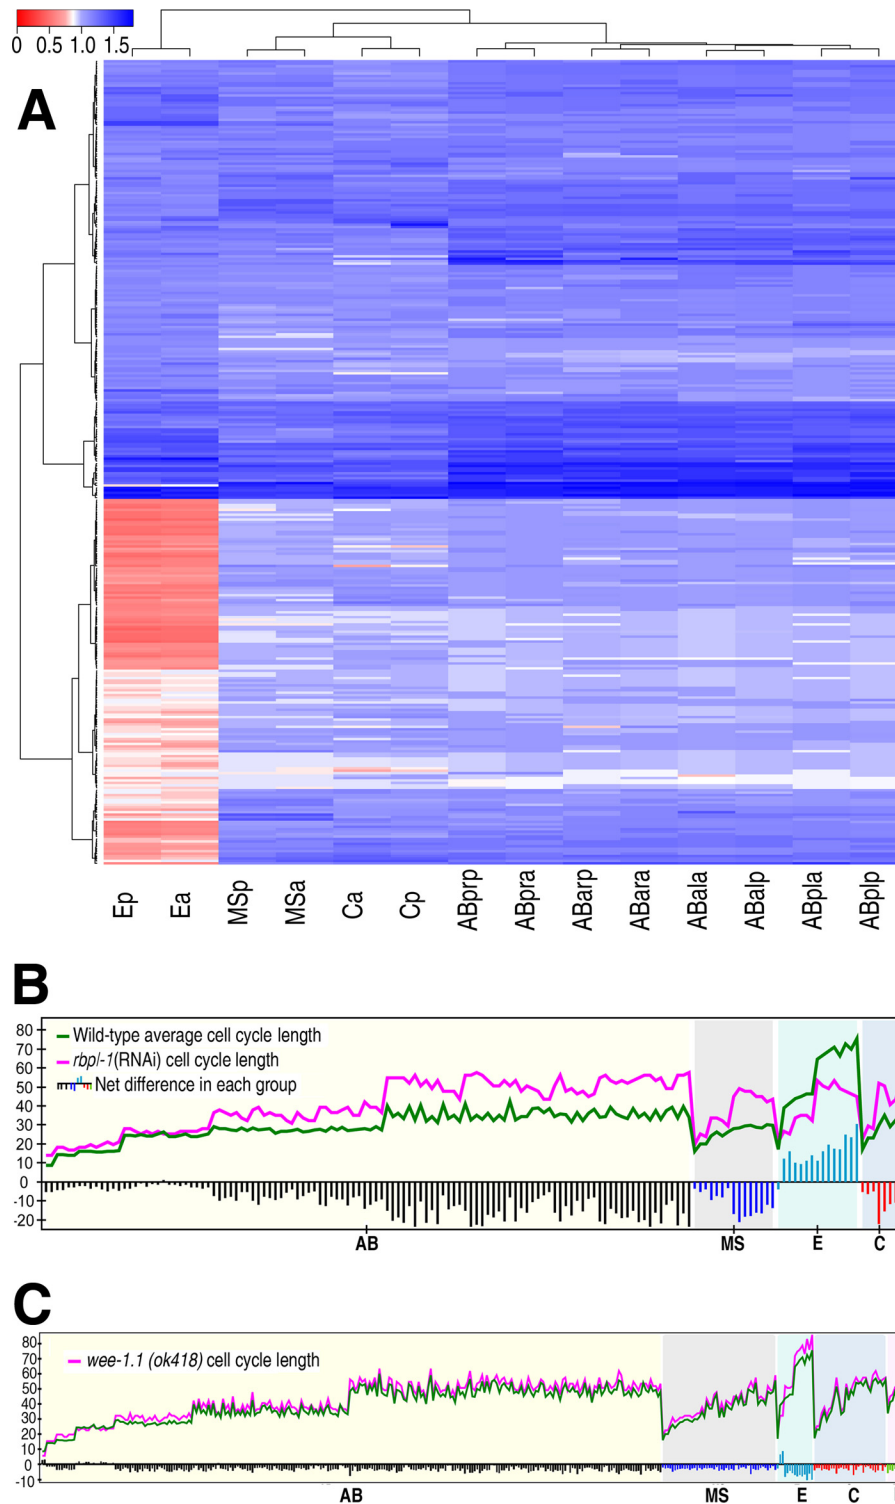 0 0.5 1.0 1.5
A
Ep Ea MSp MSa Ca Cp ABprp ABpra ABarp ABara ABala ABalp ABpla ABplp
B
80
70
60
50
40
30
20
10
0
-10
-20
Wild-type average cell cycle length
rbpl-1(RNAi) cell cycle length
Net difference in each group
AB MS E C
C
80
70
60
50
40
30
20
10
0
-10
wee-1.1 (ok418) cell cycle length
AB MS E C